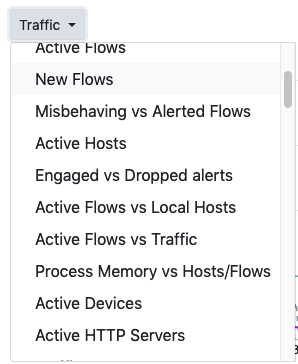 Traffic
Active Flows
New Flows
Misbehaving vs Alerted Flows
Active Hosts
Engaged vs Dropped alerts
Active Flows vs Local Hosts
Active Flows vs Traffic
Process Memory vs Hosts/Flows
Active Devices
Active HTTP Servers